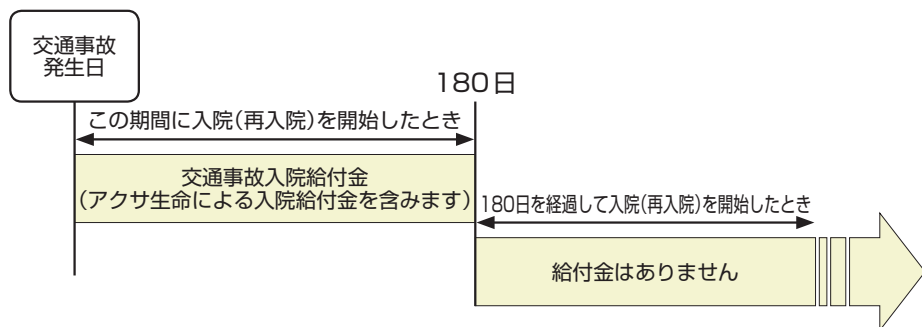 交通事故
発生日
180日
この期間に入院(再入院)を開始したとき
交通事故入院給付金
(アクサ生命による入院給付金を含みます)
180日を経過して入院(再入院)を開始したとき
給付金はありません